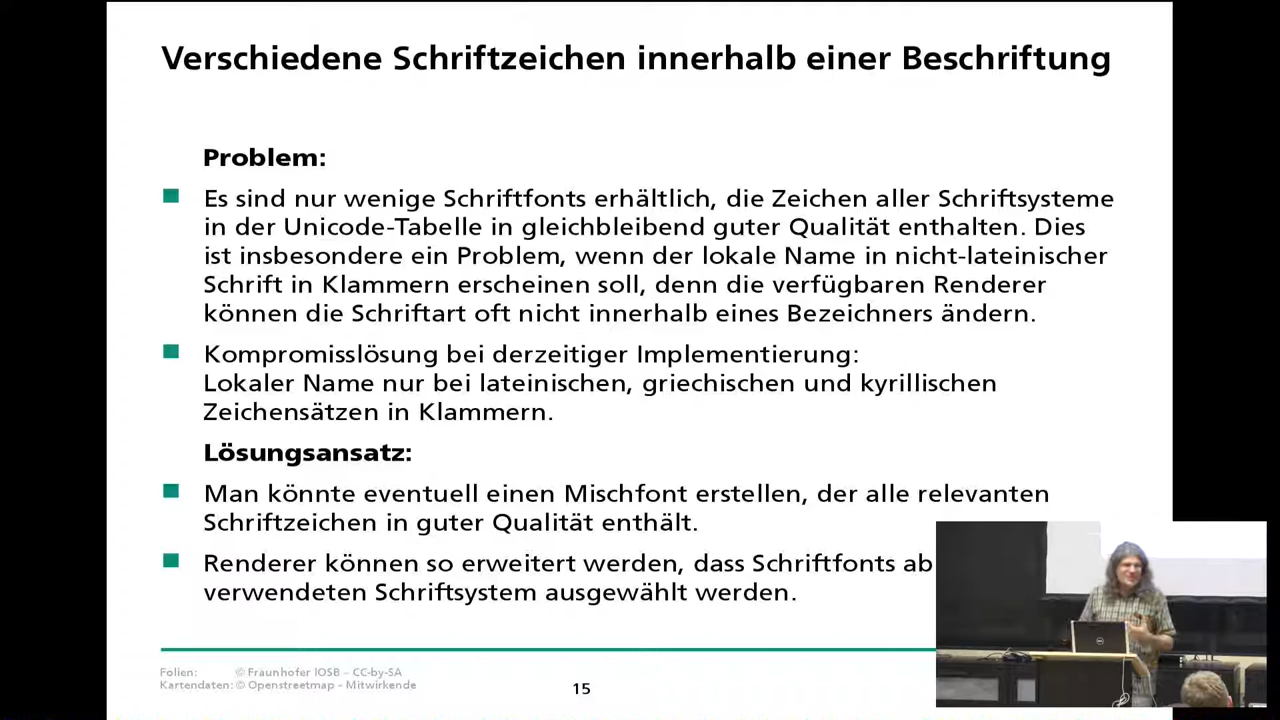 Verschiedene Schriftzeichen innerhalb einer Beschriftung
Problem:
Es sind nur wenige Schriftfonts erhältlich, die Zeichen aller Schriftsysteme
in der Unicode-Tabelle in gleichbleibend guter Qualität enthalten. Dies
ist insbesondere ein Problem, wenn der lokale Name in nicht-lateinischer
Schrift in Klammern erscheinen soll, denn die verfügbaren Renderer
können die Schriftart oft nicht innerhalb eines Bezeichners ändern.
Kompromisslösung bei derzeitiger Implementierung:
Lokaler Name nur bei lateinischen, griechischen und kyrillischen
Zeichensätzen in Klammern.
Lösungsansatz:
Man könnte eventuell einen Mischfont erstellen, der alle relevanten
Schriftzeichen in guter Qualität enthält.
Renderer können so erweitert werden, dass Schriftfonts ab
verwendeten Schriftsystem ausgewählt werden.
Folien: © Fraunhofer IOSB – CC-by-SA
Kartendaten: © Openstreetmap - Mitwirkende
15